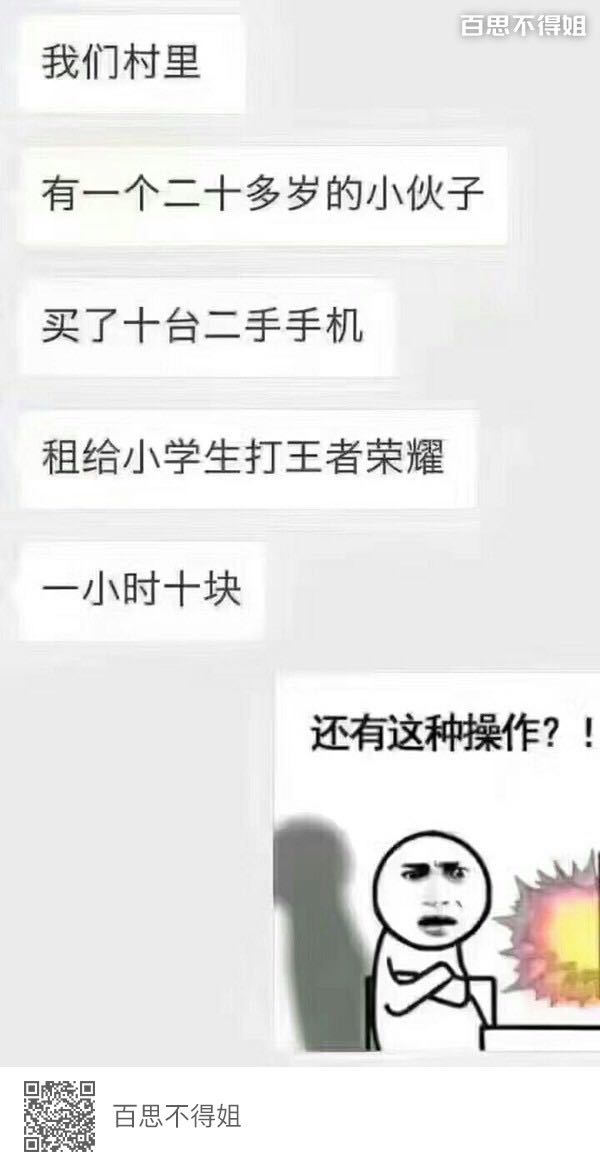 百思不得姐
我们村里
有一个二十多岁的小伙子
买了十台二手手机
租给小学生打王者荣耀
一小时十块
还有这种操作？！
百思不得姐